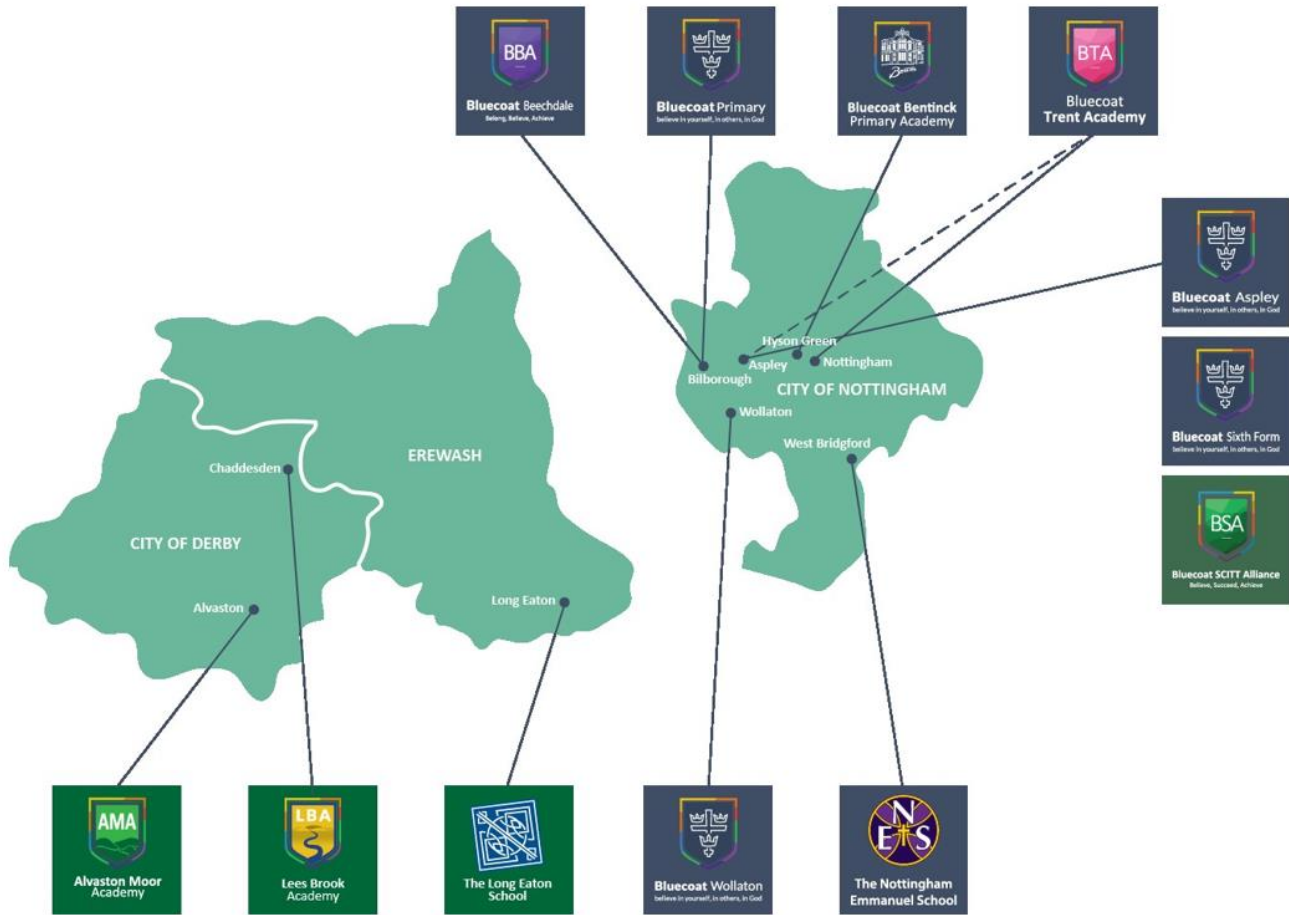 BBA
Bluecoat Beechdale
Belong, Believe, Achieve
Bluecoat Primary
believe in yourself, in others, in God
Bluecoat Bentinck
Primary Academy
BTA
Bluecoat
Trent Academy
Bluecoat Aspley
believe in yourself, in others, in God
Bluecoat Sixth Form
believe in yourself, in others, in God
BSA
Bluecoat SCITT Alliance
Believe, Succeed, Achieve
Hyson Green
Aspley
Nottingham
Bilborough
CITY OF NOTTINGHAM
Wollaton
West Bridgford
EREWASH
Chaddesden
CITY OF DERBY
Alvaston
Long Eaton
AMA
Alvaston Moor
Academy
LBA
Lees Brook
Academy
The Long Eaton
School
Bluecoat Wollaton
believe in yourself, in others, in God
N
E S
The Nottingham
Emmanuel School